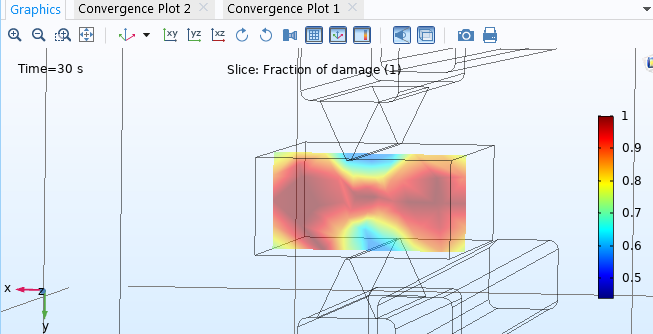 Graphics Convergence Plot 2 Convergence Plot 1
xy yz xz
Time=30 s Slice: Fraction of damage (1)
1
0.9
0.8
0.7
0.6
0.5
x z
y